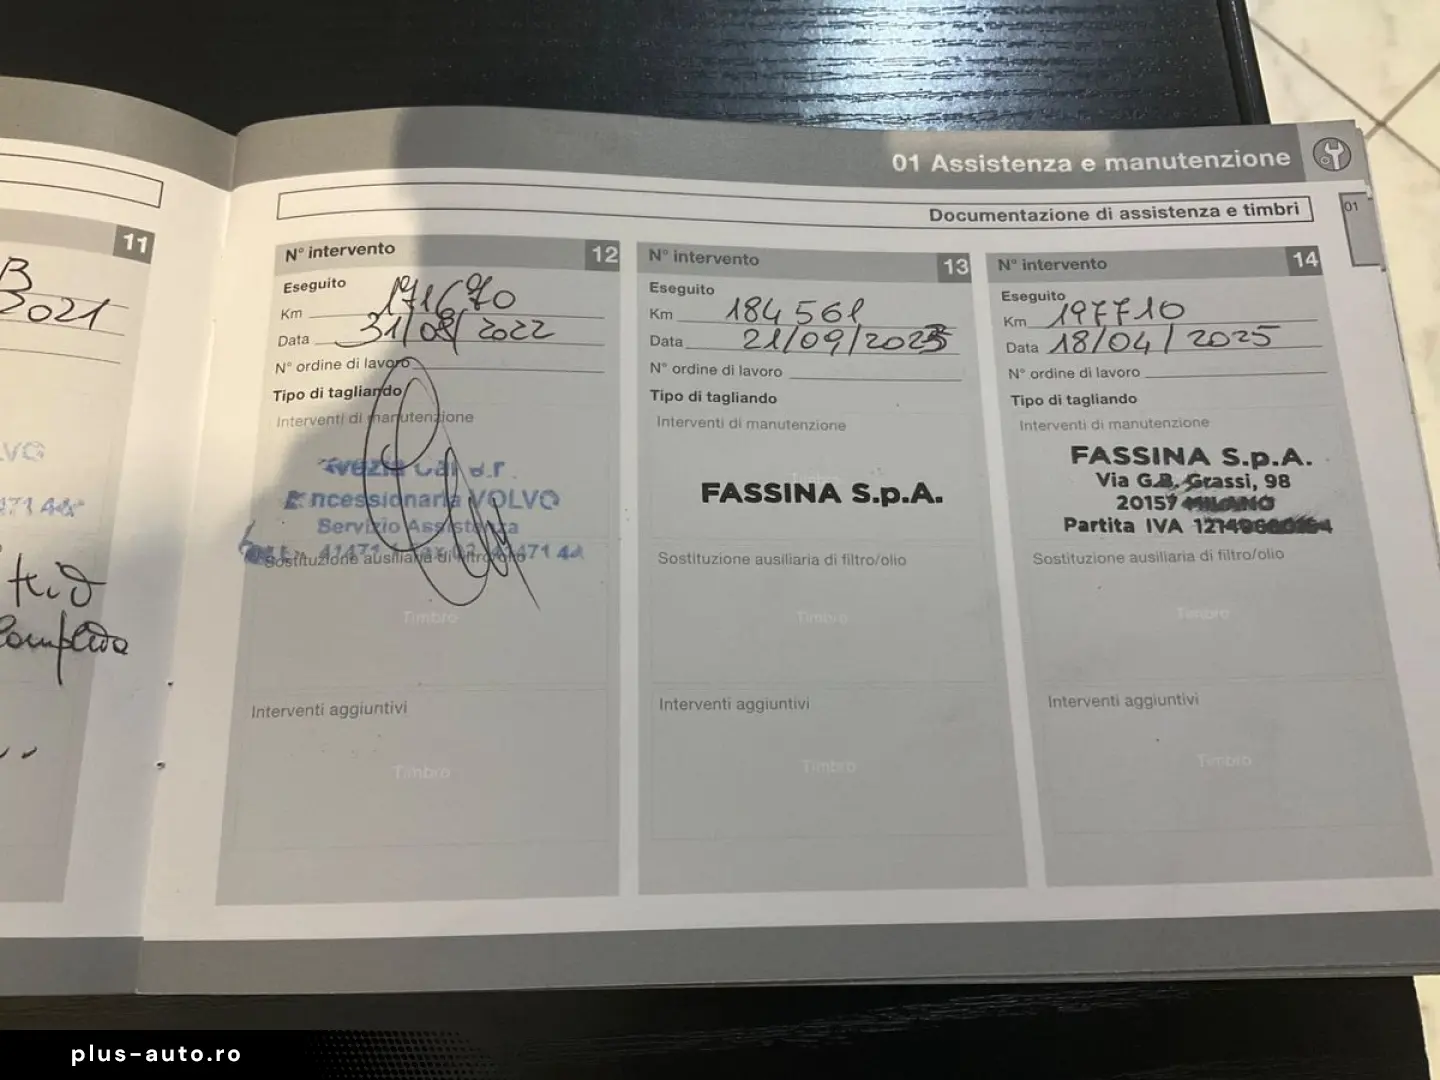 01 Assistenza e manutenzione
Documentazione di assistenza e timbri
01
11
2021
N° intervento 12
Eseguito
Km 171670
Data 31/08/2022
N° ordine di lavoro
Tipo di tagliando
Interventi di manutenzione
VOLVO
Servizio Assistenza
Sostituzione ausiliaria di filtro/olio
Timbro
Interventi aggiuntivi
Timbro
N° intervento 13
Eseguito
Km 184561
Data 21/09/2023
N° ordine di lavoro
Tipo di tagliando
Interventi di manutenzione
FASSINA S.p.A.
Sostituzione ausiliaria di filtro/olio
Timbro
Interventi aggiuntivi
Timbro
N° intervento 14
Eseguito
Km 197710
Data 18/04/2025
N° ordine di lavoro
Tipo di tagliando
Interventi di manutenzione
FASSINA S.p.A.
Via G.B. Grassi, 98
20157 MILANO
Partita IVA
Sostituzione ausiliaria di filtro/olio
Timbro
Interventi aggiuntivi
Timbro
plus-auto.ro